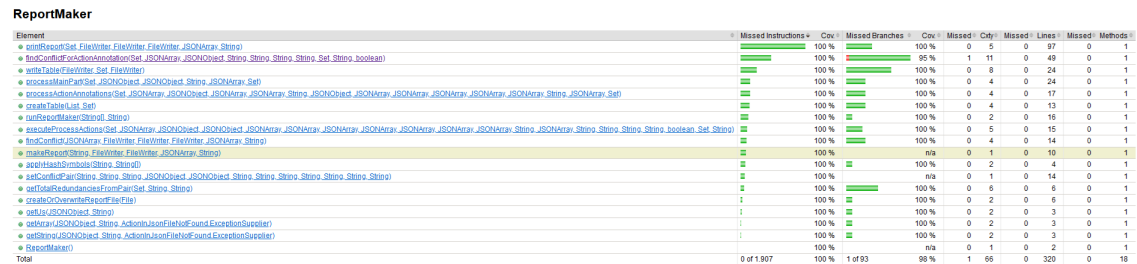 ReportMaker
Element Missed Instructions Cov. Missed Branches Cov. Missed Cxty Missed Lines Missed Methods
printReport(Set, FileWriter, FileWriter, FileWriter, JSONArray, String) 100 % 100 % 0 5 0 97 0 1
findConflictForActionAnnotation(Set, JSONArray, JSONObject, String, String, String, String, Set, String, boolean) 100 % 95 % 1 11 0 49 0 1
writeTable(FileWriter, Set, FileWriter) 100 % 100 % 0 8 0 24 0 1
processMainPart(Set, JSONObject, JSONObject, String, JSONArray, Set) 100 % 100 % 0 4 0 24 0 1
processActionAnnotations(Set, JSONArray, JSONObject, JSONArray, JSONArray, String, JSONObject, JSONArray, JSONArray, JSONArray, JSONArray, JSONArray, String, JSONArray, Set) 100 % 100 % 0 4 0 17 0 1
createTable(List, Set) 100 % 100 % 0 4 0 13 0 1
runReportMaker(String[], String) 100 % 100 % 0 2 0 16 0 1
executeProcessActions(Set, JSONArray, JSONObject, JSONObject, JSONArray, JSONArray, JSONArray, JSONArray, JSONArray, JSONArray, JSONArray, String, String, String, String, boolean, Set, String) 100 % 100 % 0 5 0 15 0 1
findConflict(JSONArray, FileWriter, FileWriter, FileWriter, JSONArray, String) 100 % 100 % 0 4 0 14 0 1
makeReport(String, FileWriter, FileWriter, JSONArray, String) 100 % n/a 0 1 0 10 0 1
applyHashSymbols(String, String[]) 100 % 100 % 0 2 0 4 0 1
setConflictPair(String, String, String, JSONObject, JSONObject, String, String, String, String, String, String) 100 % n/a 0 1 0 14 0 1
getTotalRedundanciesFromPair(Set, String, String) 100 % 100 % 0 6 0 6 0 1
createOrOverwriteReportFile(File) 100 % 100 % 0 2 0 6 0 1
getUs(JSONObject, String) 100 % 100 % 0 2 0 3 0 1
getArray(JSONObject, String, ActionInJsonFileNotFound.ExceptionSupplier) 100 % 100 % 0 2 0 3 0 1
getString(JSONObject, String, ActionInJsonFileNotFound.ExceptionSupplier) 100 % 100 % 0 2 0 3 0 1
ReportMaker() 100 % n/a 0 1 0 2 0 1
Total 0 of 1.907 100 % 1 of 93 98 % 1 66 0 320 0 18